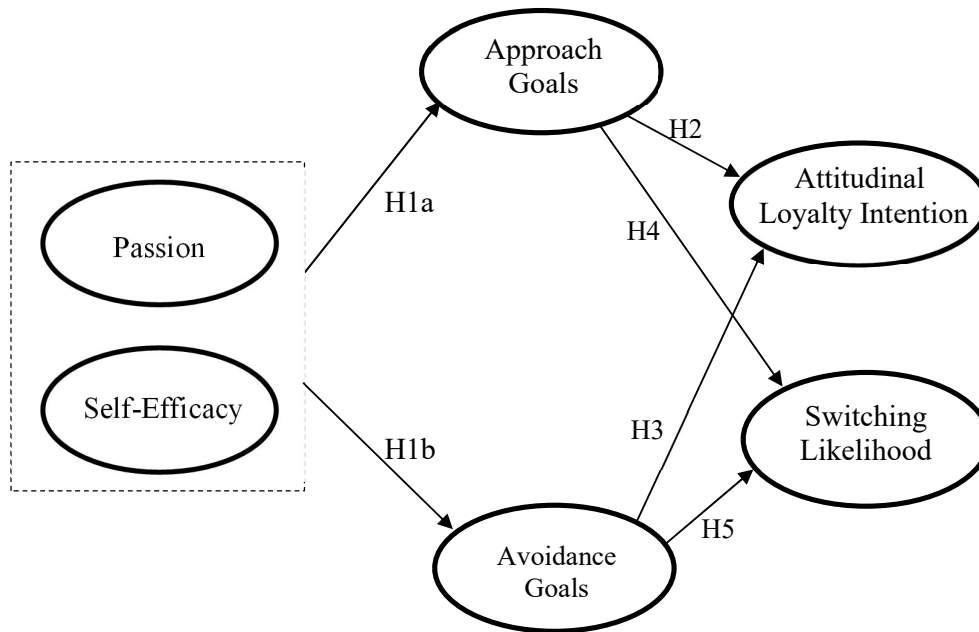 Approach
Goals
H2
Attitudinal
Loyalty Intention
H1a
H4
Passion
Self-Efficacy
Switching
Likelihood
H3
H1b
H5
Avoidance
Goals